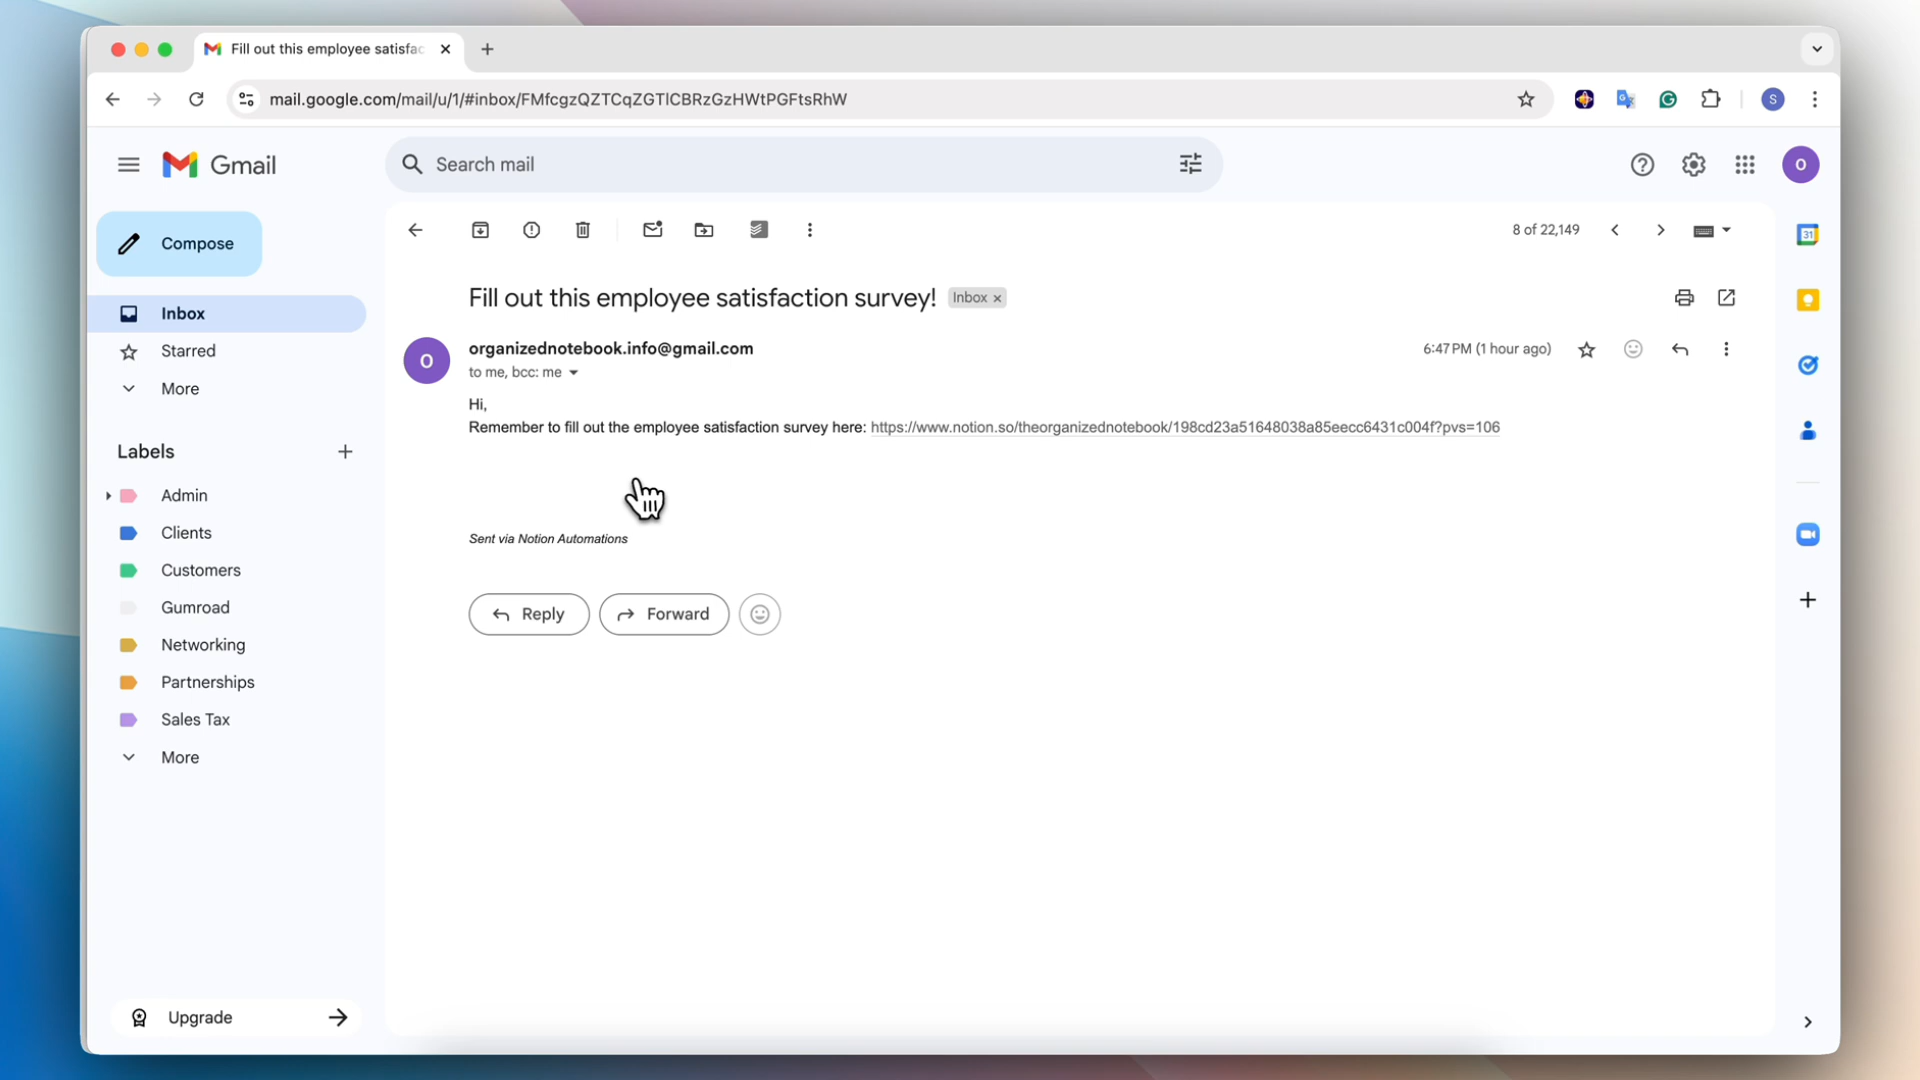 Fill out this employee satisfac
mail.google.com/mail/u/1/#inbox/FMfcgzQZTCqZGTlCBRzGzHWtPGFtsRhW
S
Gmail
Search mail
O
Compose
8 of 22,149
31
Inbox
Fill out this employee satisfaction survey!
Inbox ×
Starred
O
organizednotebook.info@gmail.com
6:47 PM (1 hour ago)
to me, bcc: me
More
Hi,
Remember to fill out the employee satisfaction survey here: https://www.notion.so/theorganizednotebook/198cd23a51648038a85eecc6431c004f?pvs=106
Labels
Admin
Clients
Sent via Notion Automations
Customers
Gumroad
Reply
Forward
Networking
Partnerships
Sales Tax
More
Upgrade